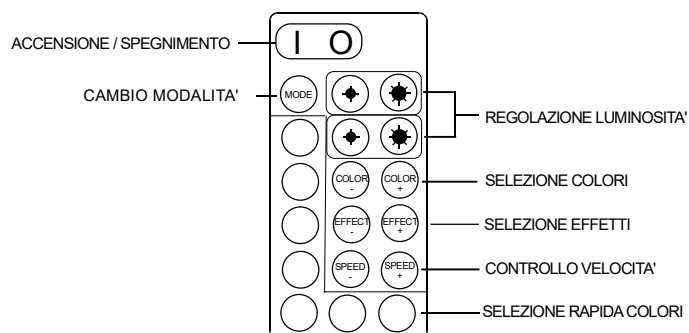 ACCENSIONE / SPEGNIMENTO
I O
CAMBIO MODALITA'
MODE
REGOLAZIONE LUMINOSITA'
COLOR
-
COLOR
+
SELEZIONE COLORI
EFFECT
-
EFFECT
+
SELEZIONE EFFETTI
SPEED
-
SPEED
+
CONTROLLO VELOCITA'
SELEZIONE RAPIDA COLORI